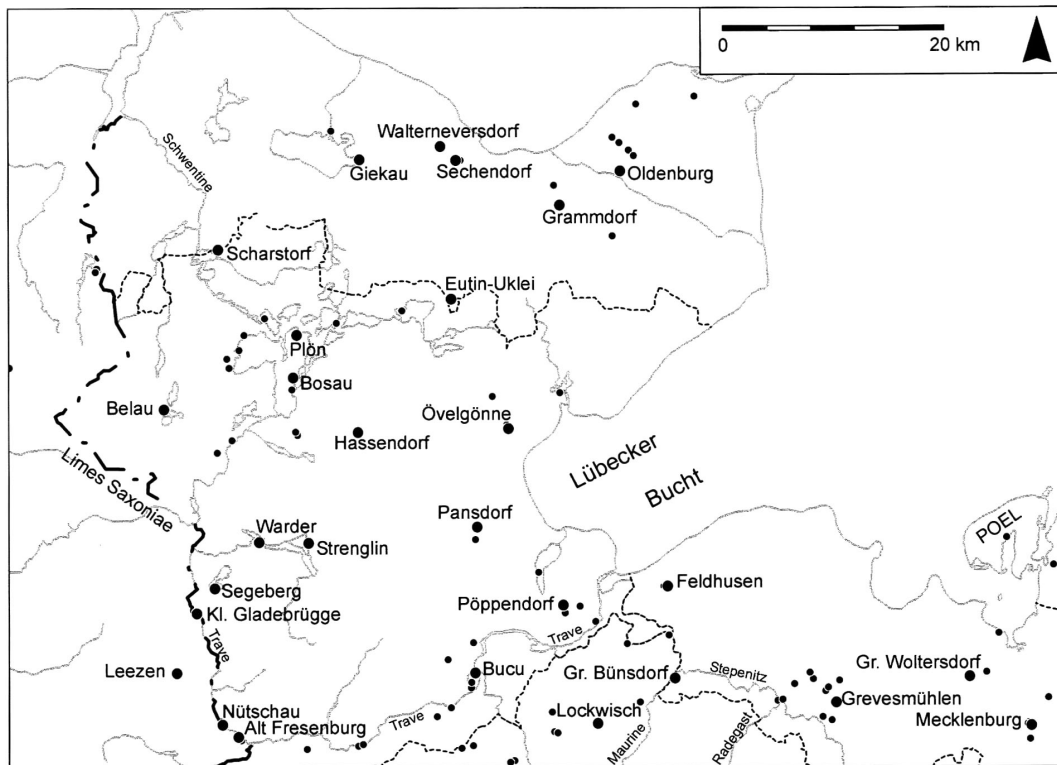 0 20 km
Schwentine
Walterneversdorf
Giekau
Sechendorf
Oldenburg
Grammdorf
Scharstorf
Eutin-Uklei
Plön
Bosau
Belau
Övelgönne
Hassendorf
Lübecker
Bucht
Limes Saxoniae
Pansdorf
POEL
Warder
Strenglin
Segeberg
Feldhusen
Kl. Gladebrügge
Pöppendorf
Trave
Trave
Leezen
Bucu
Gr. Bünsdorf
Stepenitz
Gr. Woltersdorf
Grevesmühlen
Nütschau
Lockwisch
Mecklenburg
Alt Fresenburg
Trave
Maurine
Radegast